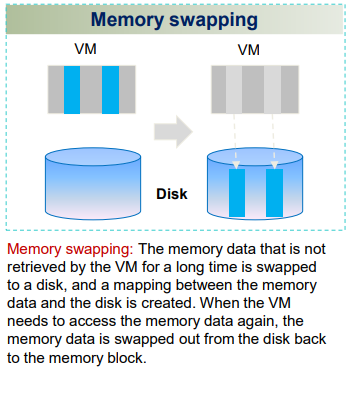 Memory swapping
VM
VM
Disk
Memory swapping: The memory data that is not
retrieved by the VM for a long time is swapped
to a disk, and a mapping between the memory
data and the disk is created. When the VM
needs to access the memory data again, the
memory data is swapped out from the disk back
to the memory block.